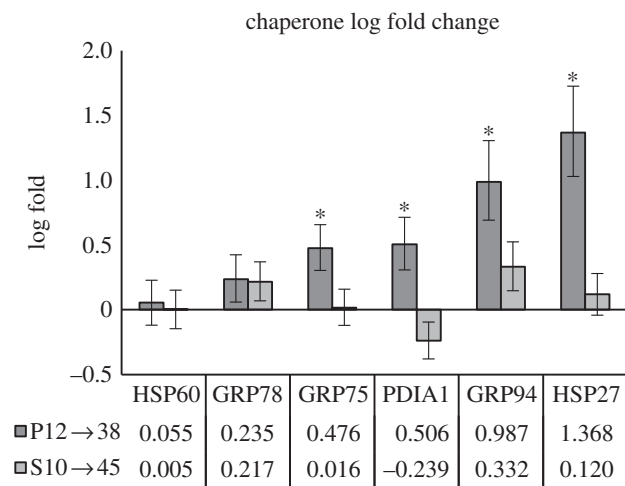 chaperone log fold change
2.0
1.5
1.0
0.5
0
–0.5
log fold
*
*
*
*
HSP60 GRP78 GRP75 PDIA1 GRP94 HSP27
P12→38 0.055 0.235 0.476 0.506 0.987 1.368
S10→45 0.005 0.217 0.016 –0.239 0.332 0.120